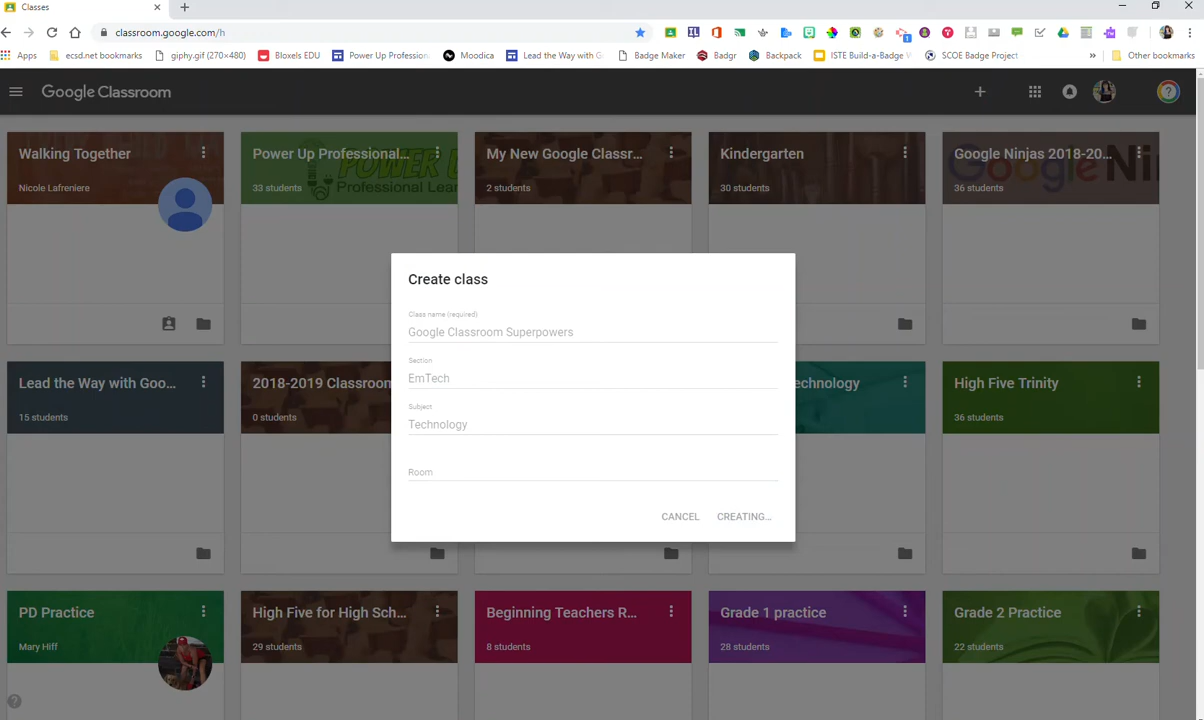 Classes
classroom.google.com/h
Apps
ecsd.net bookmarks
giphy.gif (270×480)
Bloxels EDU
Power Up Profession
Moodica
Lead the Way with G
Badge Maker
Badgr
Backpack
ISTE Build-a-Badge W
SCOE Badge Project
»
Other bookmarks
Google Classroom
Walking Together
Nicole Lafreniere
Power Up Professional...
33 students
POWER U
Professional Lea
My New Google Classr...
2 students
Kindergarten
30 students
Google Ninjas 2018-20...
36 students
Google Ni
Create class
Class name (required)
Google Classroom Superpowers
Section
EmTech
Subject
Technology
Room
CANCEL
CREATING...
Lead the Way with Goo...
15 students
2018-2019 Classroom
0 students
echnology
High Five Trinity
36 students
PD Practice
Mary Hiff
High Five for High Sch...
29 students
Beginning Teachers R...
8 students
Grade 1 practice
28 students
Grade 2 Practice
22 students